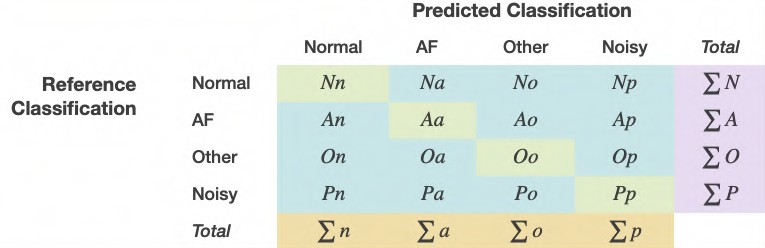 Predicted Classification
Normal AF Other Noisy Total
Reference Classification
Normal Nn Na No Np ∑N
AF An Aa Ao Ap ∑A
Other On Oa Oo Op ∑O
Noisy Pn Pa Po Pp ∑P
Total ∑n ∑a ∑o ∑p